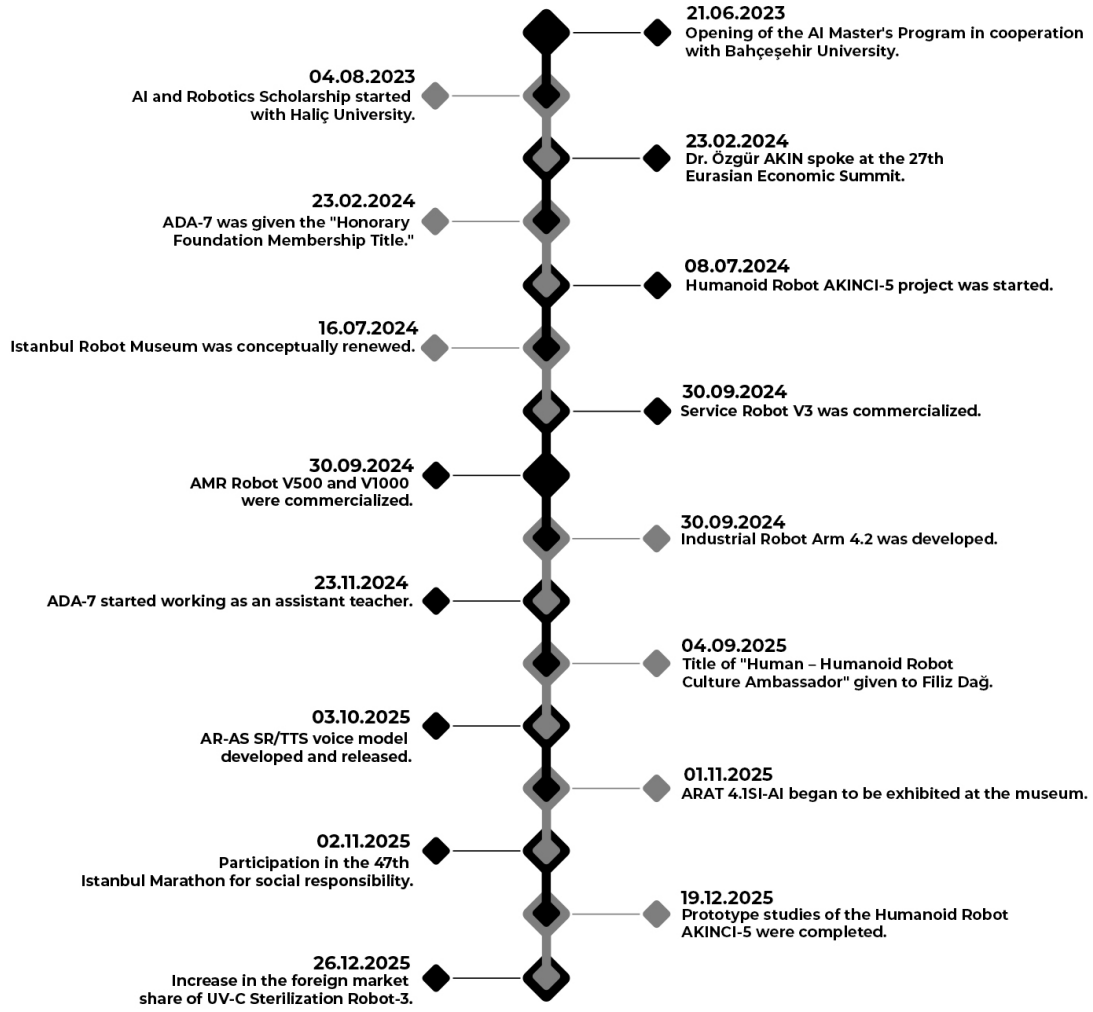 21.06.2023
Opening of the AI Master's Program in cooperation
with Bahçeşehir University.
04.08.2023
AI and Robotics Scholarship started
with Haliç University.
23.02.2024
Dr. Özgür AKIN spoke at the 27th
Eurasian Economic Summit.
23.02.2024
ADA-7 was given the "Honorary
Foundation Membership Title."
08.07.2024
Humanoid Robot AKINCI-5 project was started.
16.07.2024
Istanbul Robot Museum was conceptually renewed.
30.09.2024
Service Robot V3 was commercialized.
30.09.2024
AMR Robot V500 and V1000
were commercialized.
30.09.2024
Industrial Robot Arm 4.2 was developed.
23.11.2024
ADA-7 started working as an assistant teacher.
04.09.2025
Title of "Human – Humanoid Robot
Culture Ambassador" given to Filiz Dağ.
03.10.2025
AR-AS SR/TTS voice model
developed and released.
01.11.2025
ARAT 4.1SI-AI began to be exhibited at the museum.
02.11.2025
Participation in the 47th
Istanbul Marathon for social responsibility.
19.12.2025
Prototype studies of the Humanoid Robot
AKINCI-5 were completed.
26.12.2025
Increase in the foreign market
share of UV-C Sterilization Robot-3.